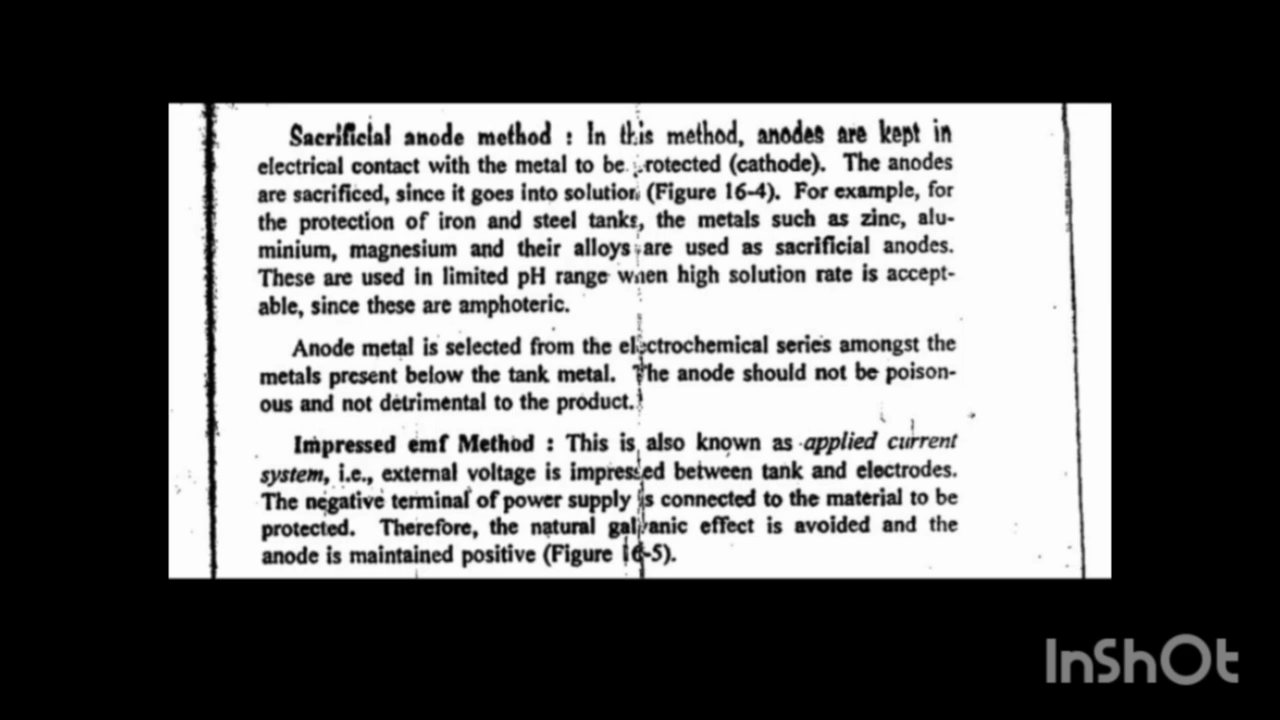 Sacrificial anode method : In this method, anodes are kept in
electrical contact with the metal to be protected (cathode). The anodes
are sacrificed, since it goes into solution (Figure 16-4). For example, for
the protection of iron and steel tanks, the metals such as zinc, alu-
minium, magnesium and their alloys are used as sacrificial anodes.
These are used in limited pH range when high solution rate is accept-
able, since these are amphoteric.
Anode metal is selected from the electrochemical series amongst the
metals present below the tank metal. The anode should not be poison-
ous and not detrimental to the product.
Impressed emf Method : This is also known as applied current
system, i.e., external voltage is impressed between tank and electrodes.
The negative terminal of power supply is connected to the material to be
protected. Therefore, the natural galvanic effect is avoided and the
anode is maintained positive (Figure 16-5).
InShOt